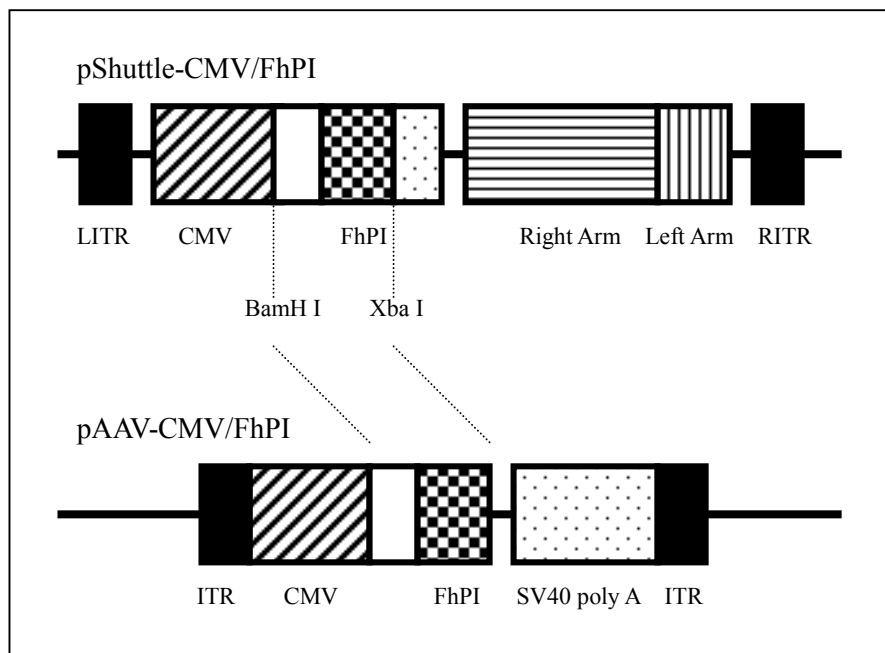 pShuttle-CMV/FhPI
LITR CMV FhPI Right Arm Left Arm RITR
BamH I Xba I
pAAV-CMV/FhPI
ITR CMV FhPI SV40 poly A ITR